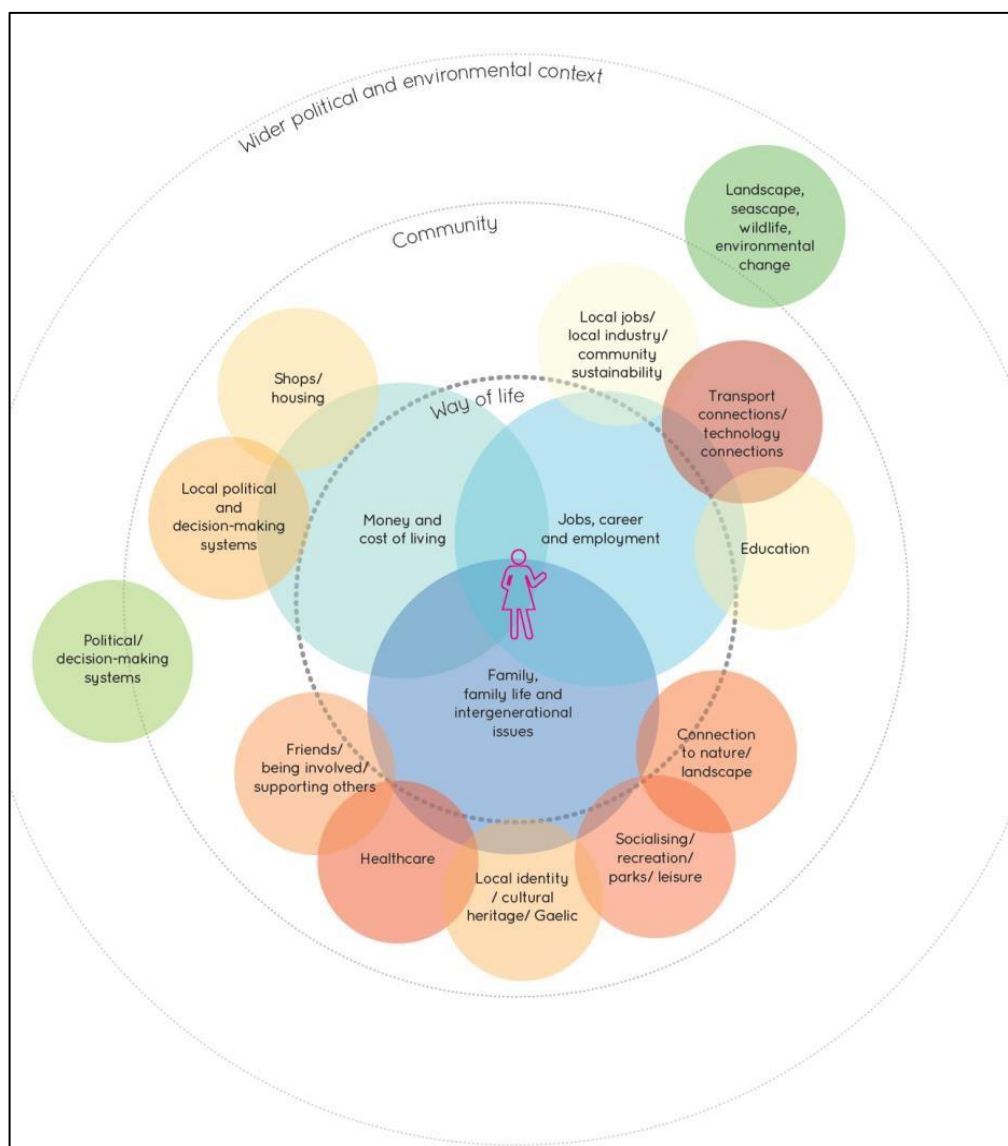 Wider political and environmental context
Landscape,
seascape,
wildlife,
environmental
change
Community
Local jobs/
local industry/
community
sustainability
Shops/
housing
Way of life
Transport
connections/
technology
connections
Local political
and
decision-making
systems
Money and
cost of living
Jobs, career
and employment
Education
Political/
decision-making
systems
Family,
family life and
intergenerational
issues
Friends/
being involved/
supporting others
Connection
to nature/
landscape
Healthcare
Local identity
/ cultural
heritage/ Gaelic
Socialising/
recreation/
parks/ leisure